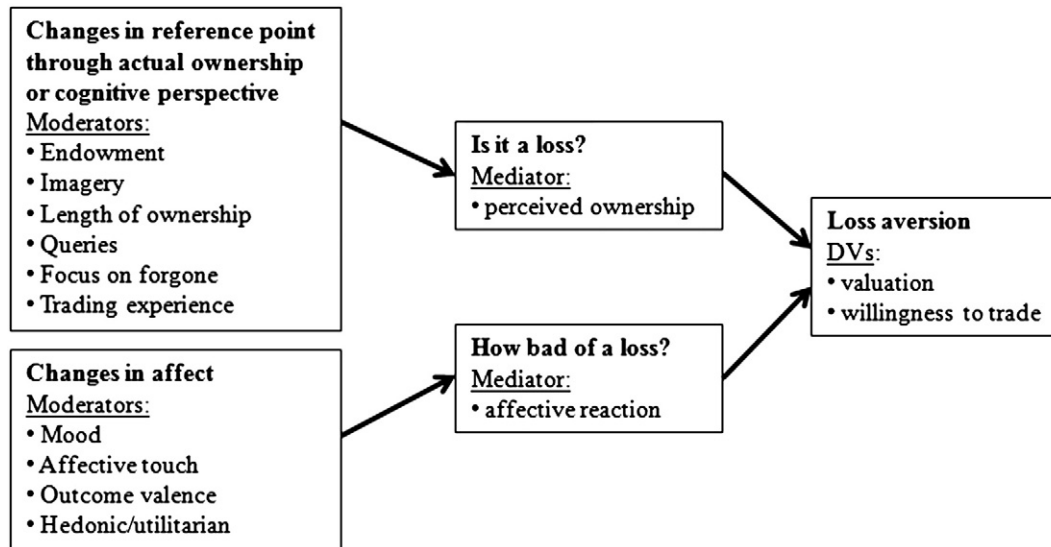 Changes in reference point
through actual ownership
or cognitive perspective
Moderators:
• Endowment
• Imagery
• Length of ownership
• Queries
• Focus on forgone
• Trading experience
Changes in affect
Moderators:
• Mood
• Affective touch
• Outcome valence
• Hedonic/utilitarian
Is it a loss?
Mediator:
• perceived ownership
How bad of a loss?
Mediator:
• affective reaction
Loss aversion
DVs:
• valuation
• willingness to trade